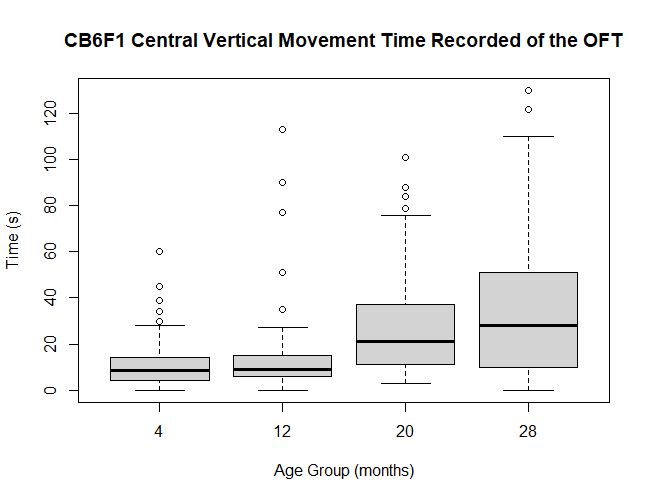 CB6F1 Central Vertical Movement Time Recorded of the OFT
Time (s)
120
100
80
60
40
20
0
4 12 20 28
Age Group (months)